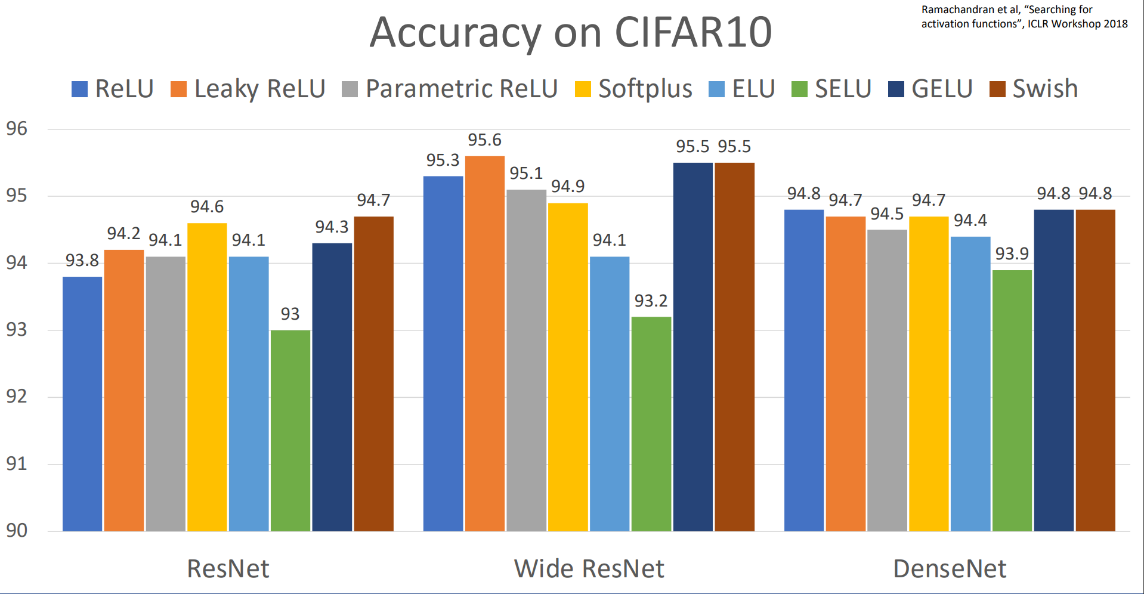 Ramachandran et al, “Searching for
activation functions”, ICLR Workshop 2018
Accuracy on CIFAR10
ReLU Leaky ReLU Parametric ReLU Softplus ELU SELU GELU Swish
96
95
94
93
92
91
90
93.8 94.2 94.1 94.6 94.1 93 94.3 94.7
95.3 95.6 95.1 94.9 94.1 93.2 95.5 95.5
94.8 94.7 94.5 94.7 94.4 93.9 94.8 94.8
ResNet Wide ResNet DenseNet